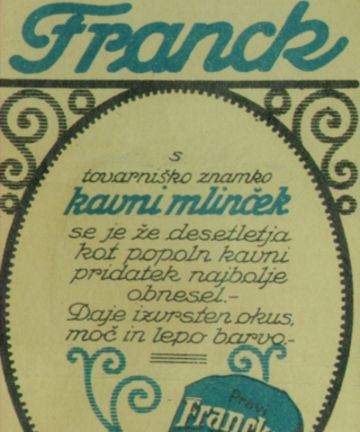 Franck
s
tovarniško znamko
kavni mlinček
se je že desetletja
kot popoln kavni
pridatek najbolje
obnesel.-
Daje izvrsten okus,
moč in lepo barvo.-
Pravi
Franck